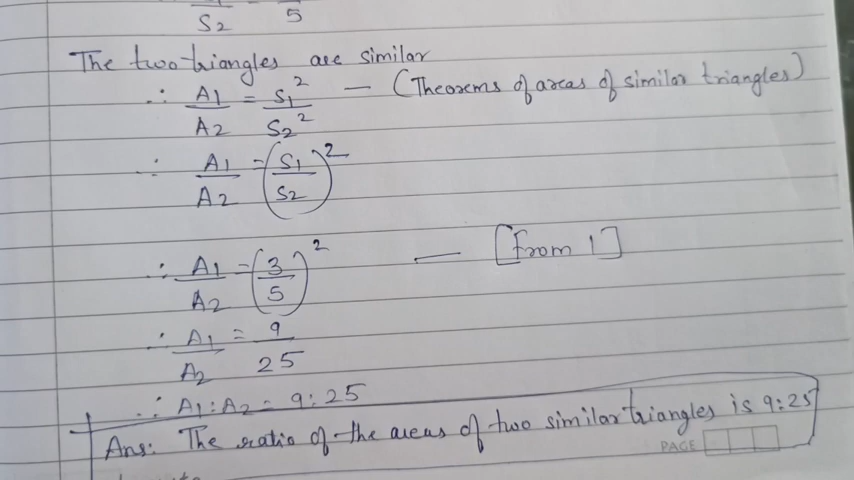 S2 5
The two triangles are similar
∴ A1/A2 = S1²/S2² — (Theorems of areas of similar triangles)
∴ A1/A2 = (S1/S2)²
∴ A1/A2 = (3/5)² — [From 1]
∴ A1/A2 = 9/25
∴ A1:A2 = 9:25
Ans: The ratio of the areas of two similar triangles is 9:25
PAGE